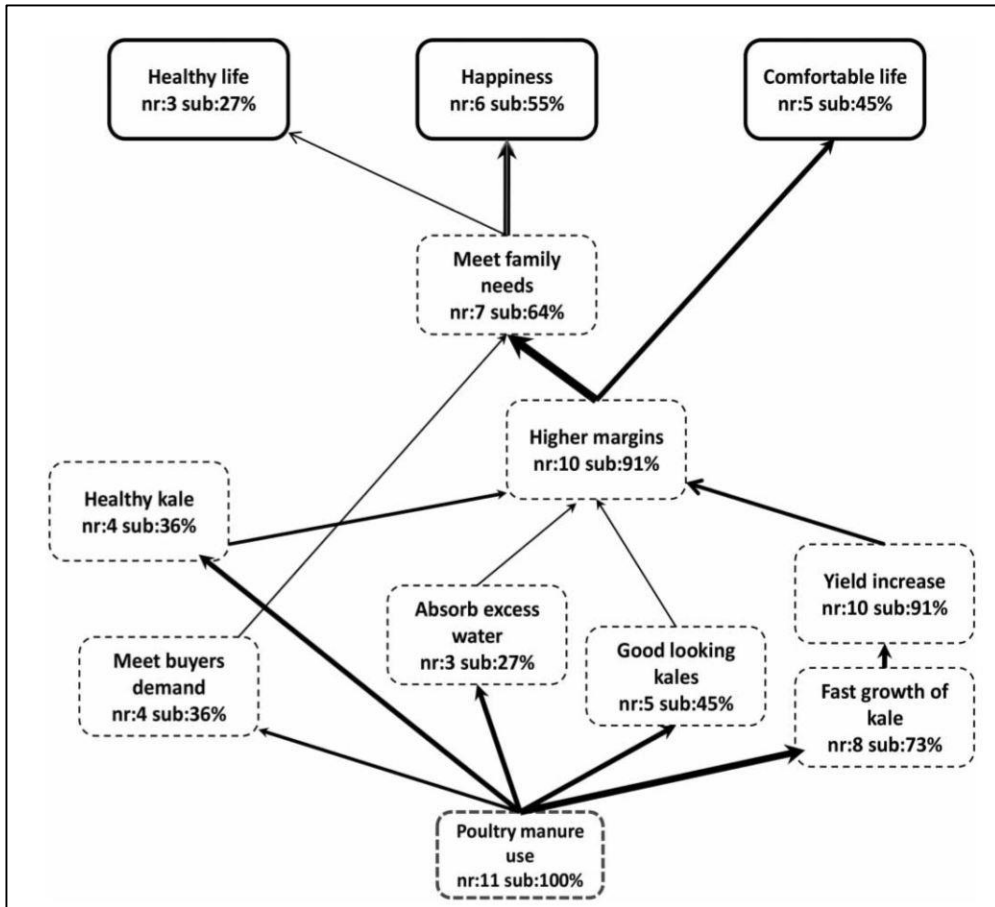 Healthy life
nr:3 sub:27%
Happiness
nr:6 sub:55%
Comfortable life
nr:5 sub:45%
Meet family
needs
nr:7 sub:64%
Higher margins
nr:10 sub:91%
Healthy kale
nr:4 sub:36%
Yield increase
nr:10 sub:91%
Absorb excess
water
nr:3 sub:27%
Good looking
kales
nr:5 sub:45%
Meet buyers
demand
nr:4 sub:36%
Fast growth of
kale
nr:8 sub:73%
Poultry manure
use
nr:11 sub:100%